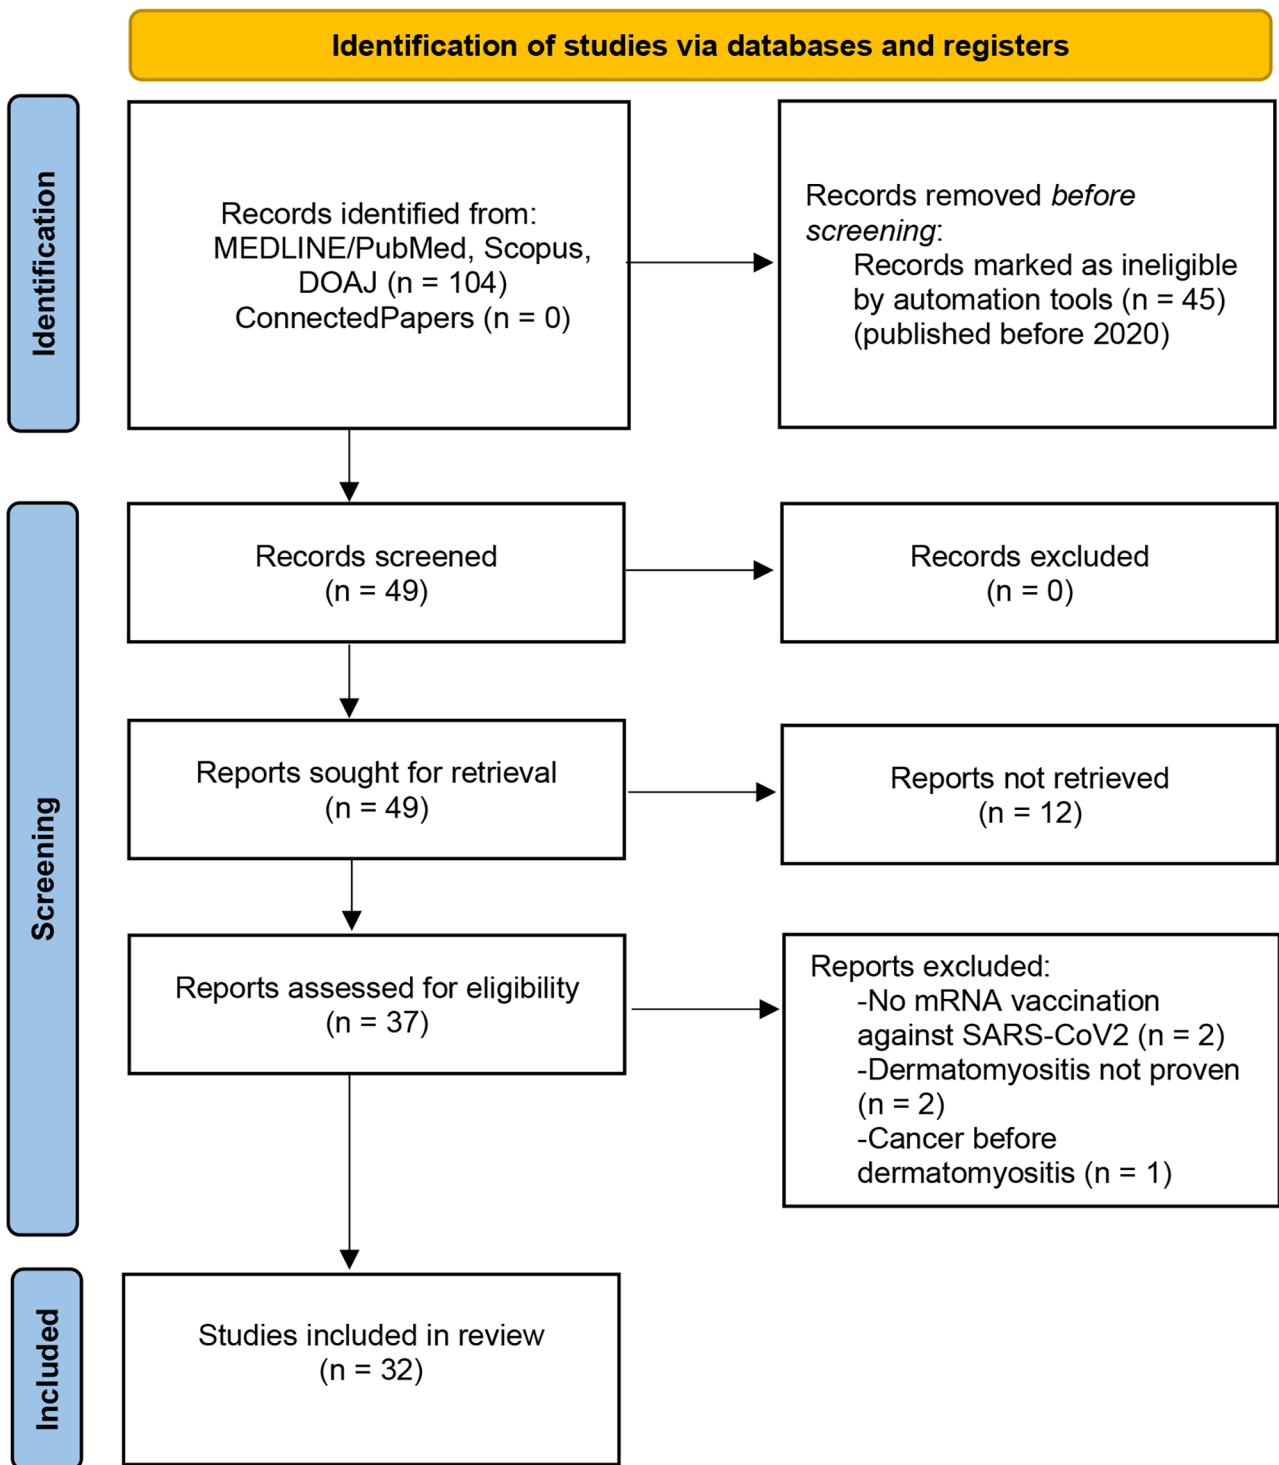 Identification of studies via databases and registers
Identification
Records identified from:
MEDLINE/PubMed, Scopus,
DOAJ (n = 104)
ConnectedPapers (n = 0)
Records removed before
screening:
Records marked as ineligible
by automation tools (n = 45)
(published before 2020)
Screening
Records screened
(n = 49)
Records excluded
(n = 0)
Reports sought for retrieval
(n = 49)
Reports not retrieved
(n = 12)
Reports assessed for eligibility
(n = 37)
Reports excluded:
-No mRNA vaccination
against SARS-CoV2 (n = 2)
-Dermatomyositis not proven
(n = 2)
-Cancer before
dermatomyositis (n = 1)
Included
Studies included in review
(n = 32)